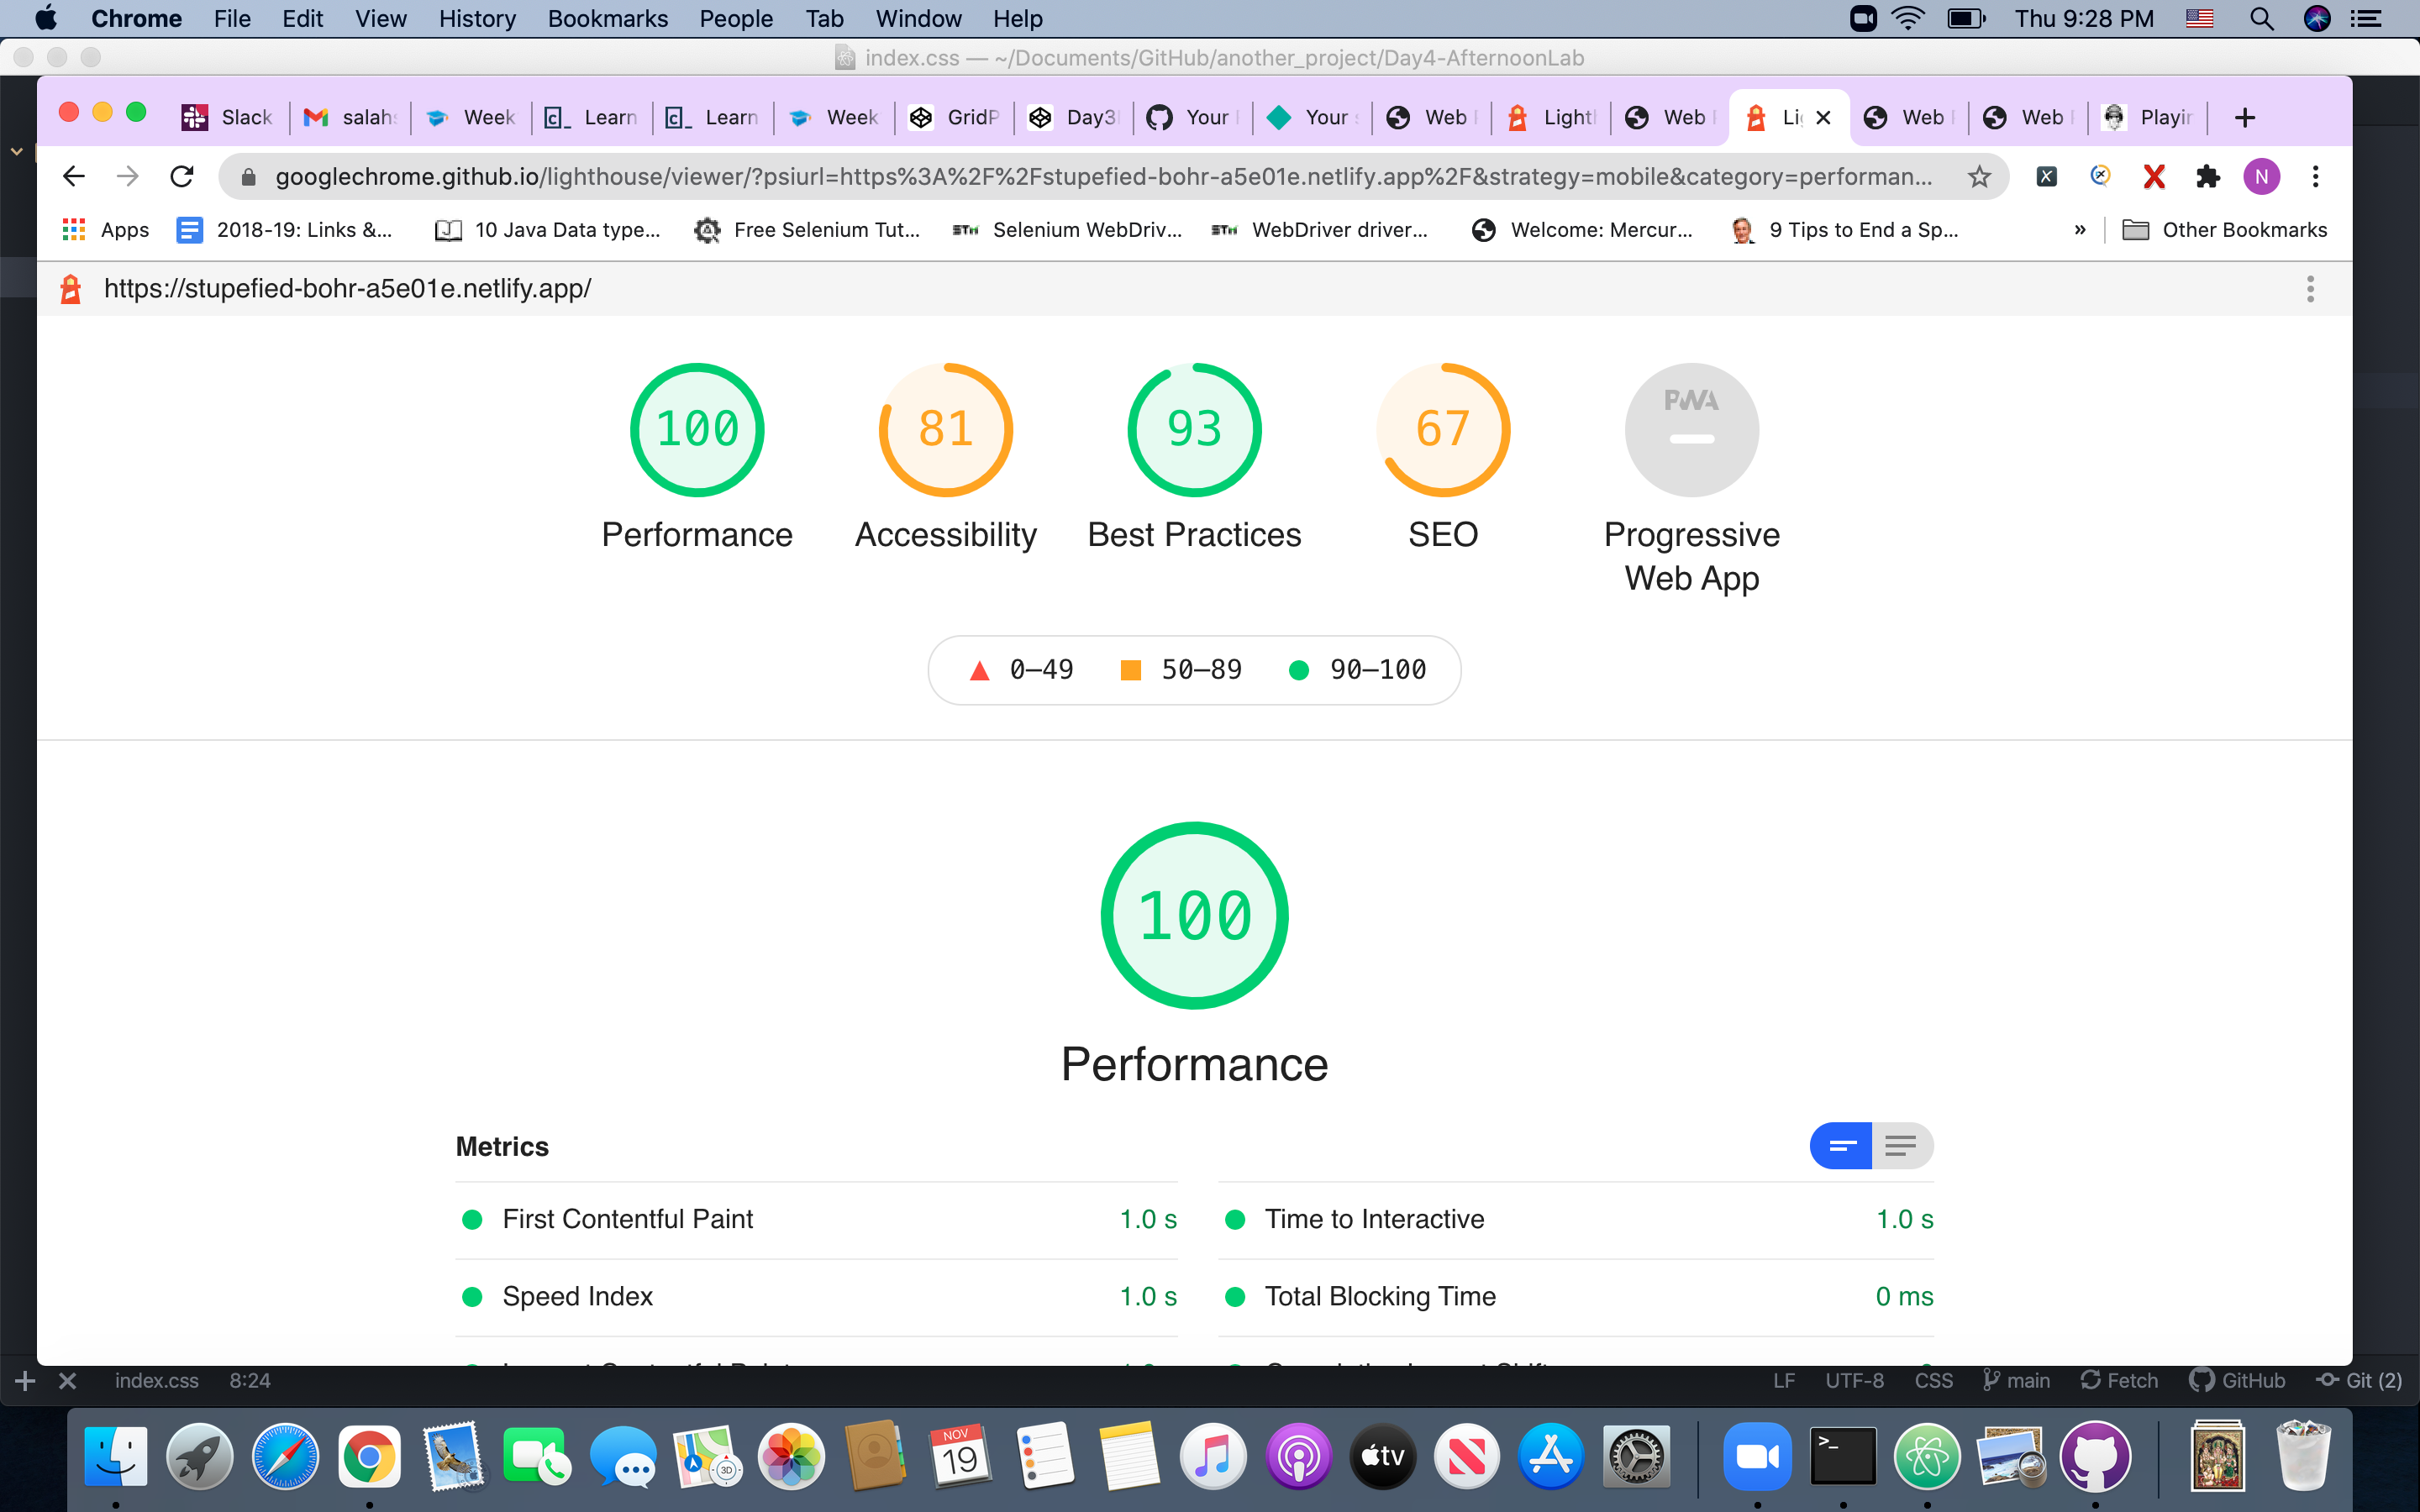 Chrome File Edit View History Bookmarks People Tab Window Help Thu 9:28 PM
index.css — ~/Documents/GitHub/another_project/Day4-AfternoonLab
Slack salah Week Learn Learn Week GridP Day3 Your Your Web Light Web Li Web Web Playin
googlechrome.github.io/lighthouse/viewer/?psiurl=https%3A%2F%2Fstupefied-bohr-a5e01e.netlify.app%2F&strategy=mobile&category=performan... N
Apps 2018-19: Links &... 10 Java Data type... Free Selenium Tut... Selenium WebDriv... WebDriver driver... Welcome: Mercur... 9 Tips to End a Sp... » Other Bookmarks
https://stupefied-bohr-a5e01e.netlify.app/
100 81 93 67 PWA
Performance Accessibility Best Practices SEO Progressive
Web App
0–49 50–89 90–100
100
Performance
Metrics
First Contentful Paint 1.0 s Time to Interactive 1.0 s
Speed Index 1.0 s Total Blocking Time 0 ms
index.css 8:24 LF UTF-8 CSS main Fetch GitHub Git (2)
NOV
19
3D
tv
>_